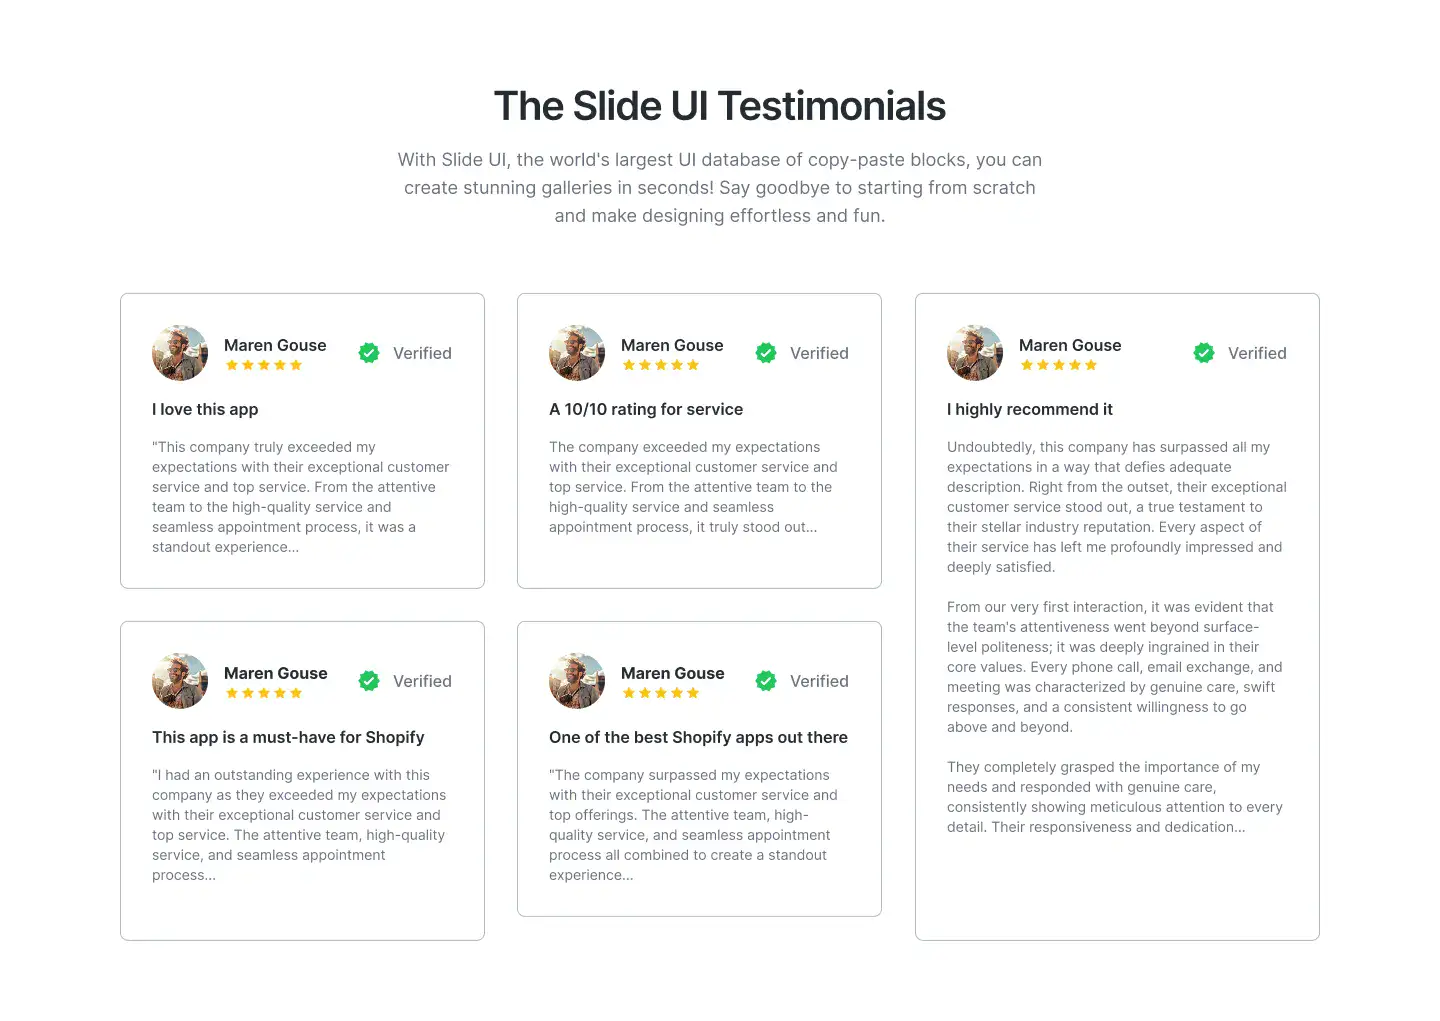 The Slide UI Testimonials
With Slide UI, the world's largest UI database of copy-paste blocks, you can
create stunning galleries in seconds! Say goodbye to starting from scratch
and make designing effortless and fun.
Maren Gouse
Verified
I love this app
"This company truly exceeded my
expectations with their exceptional customer
service and top service. From the attentive
team to the high-quality service and
seamless appointment process, it was a
standout experience...
Maren Gouse
Verified
A 10/10 rating for service
The company exceeded my expectations
with their exceptional customer service and
top service. From the attentive team to the
high-quality service and seamless
appointment process, it truly stood out...
Maren Gouse
Verified
I highly recommend it
Undoubtedly, this company has surpassed all my
expectations in a way that defies adequate
description. Right from the outset, their exceptional
customer service stood out, a true testament to
their stellar industry reputation. Every aspect of
their service has left me profoundly impressed and
deeply satisfied.
From our very first interaction, it was evident that
the team's attentiveness went beyond surface-
level politeness; it was deeply ingrained in their
core values. Every phone call, email exchange, and
meeting was characterized by genuine care, swift
responses, and a consistent willingness to go
above and beyond.
They completely grasped the importance of my
needs and responded with genuine care,
consistently showing meticulous attention to every
detail. Their responsiveness and dedication...
Maren Gouse
Verified
This app is a must-have for Shopify
"I had an outstanding experience with this
company as they exceeded my expectations
with their exceptional customer service and
top service. The attentive team, high-quality
service, and seamless appointment
process...
Maren Gouse
Verified
One of the best Shopify apps out there
"The company surpassed my expectations
with their exceptional customer service and
top offerings. The attentive team, high-
quality service, and seamless appointment
process all combined to create a standout
experience...